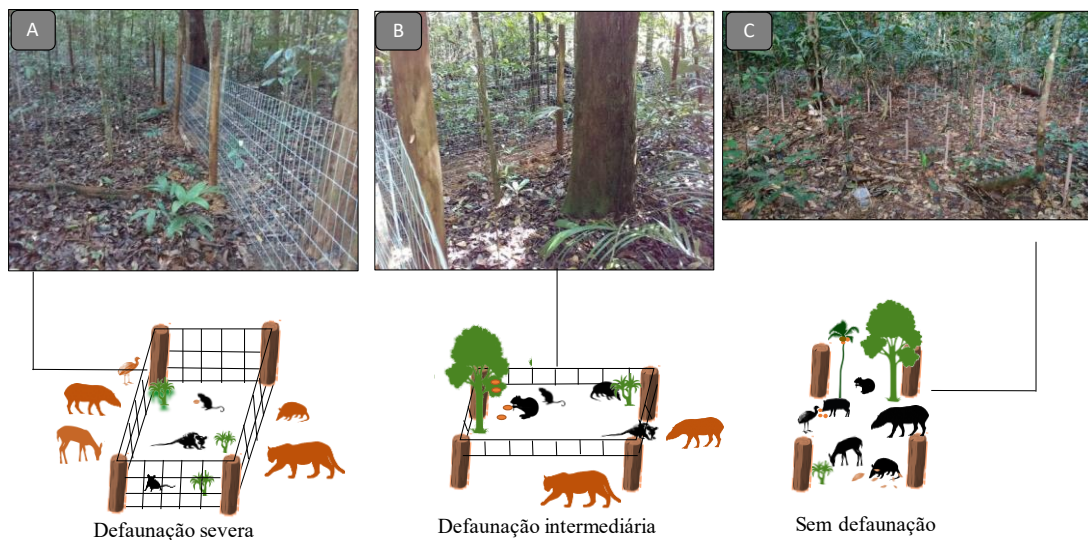 A
B
C
Defaunação severa
Defaunação intermediária
Sem defaunação